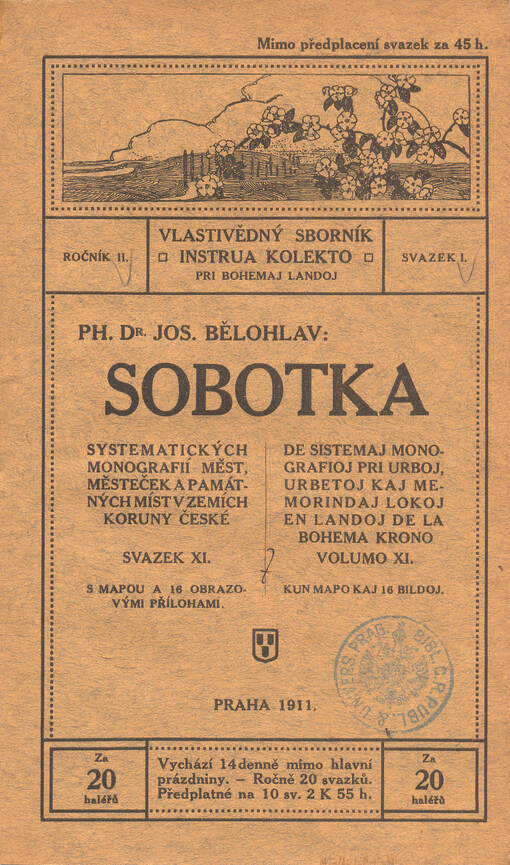 Mimo předplacení svazek za 45 h.
ROČNÍK II.
VLASTIVĚDNÝ SBORNÍK
INSTRUA KOLEKTO
PRI BOHEMAJ LANDOJ
SVAZEK I.
PH. DR. JOS. BĚLOHLAV:
SOBOTKA
SYSTEMATICKÝCH
MONOGRAFIÍ MĚST,
MĚSTEČEK A PAMÁT-
NÝCH MÍST V ZEMÍCH
KORUNY ČESKÉ
SVAZEK XI.
S MAPOU A 16 OBRAZO-
VÝMI PŘÍLOHAMI.
DE SISTEMAJ MONO-
GRAFIOJ PRI URBOJ,
URBETOJ KAJ ME-
MORINDAJ LOKOJ
EN LANDOJ DE LA
BOHEMA KRONO
VOLUMO XI.
KUN MAPO KAJ 16 BILDOJ.
BIBL. C. R. PUBL. & UNIVERS. PRAG.
PRAHA 1911.
Za
20
haléřů
Vychází 14denně mimo hlavní
prázdniny. – Ročně 20 svazků.
Předplatné na 10 sv. 2 K 55 h.
Za
20
haléřů